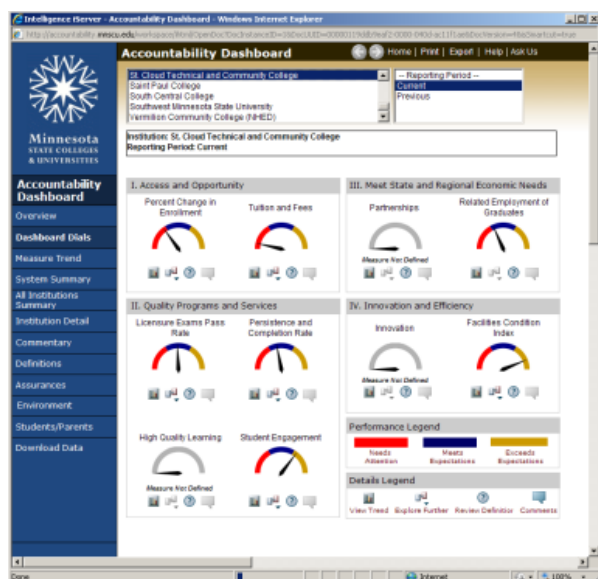 Intelligence iServer - Accountability Dashboard - Windows Internet Explorer
Accountability Dashboard
Home | Print | Export | Help | Ask Us
St. Cloud Technical and Community College
Saint Paul College
South Central College
Southwest Minnesota State University
Vermilion Community College (NHED)
-- Reporting Period --
Current
Previous
Institution: St. Cloud Technical and Community College
Reporting Period: Current
Minnesota
STATE COLLEGES
& UNIVERSITIES
Accountability
Dashboard
Overview
Dashboard Dials
Measure Trend
System Summary
All Institutions
Summary
Institution Detail
Commentary
Definitions
Assurances
Environment
Students/Parents
Download Data
I. Access and Opportunity
Percent Change in
Enrollment
Tuition and Fees
III. Meet State and Regional Economic Needs
Partnerships
Measure Not Defined
Related Employment of
Graduates
II. Quality Programs and Services
Licensure Exams Pass
Rate
Persistence and
Completion Rate
High Quality Learning
Measure Not Defined
Student Engagement
IV. Innovation and Efficiency
Innovation
Measure Not Defined
Facilities Condition
Index
Performance Legend
Needs
Attention
Meets
Expectations
Exceeds
Expectations
Details Legend
View Trend
Explore Further
Review Definition
Comments
Done
Internet
100%